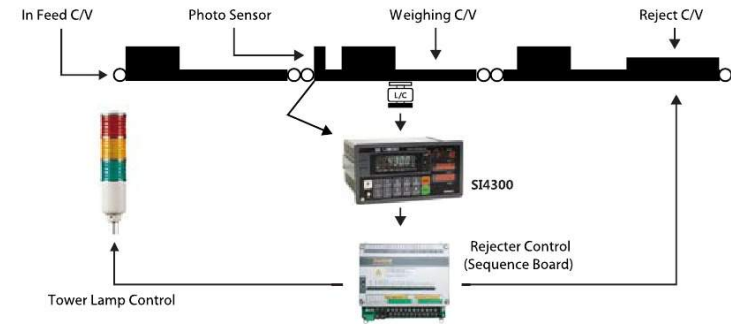 In Feed C/V
Photo Sensor
Weighing C/V
Reject C/V
L/C
SI4300
Rejecter Control
(Sequence Board)
Tower Lamp Control